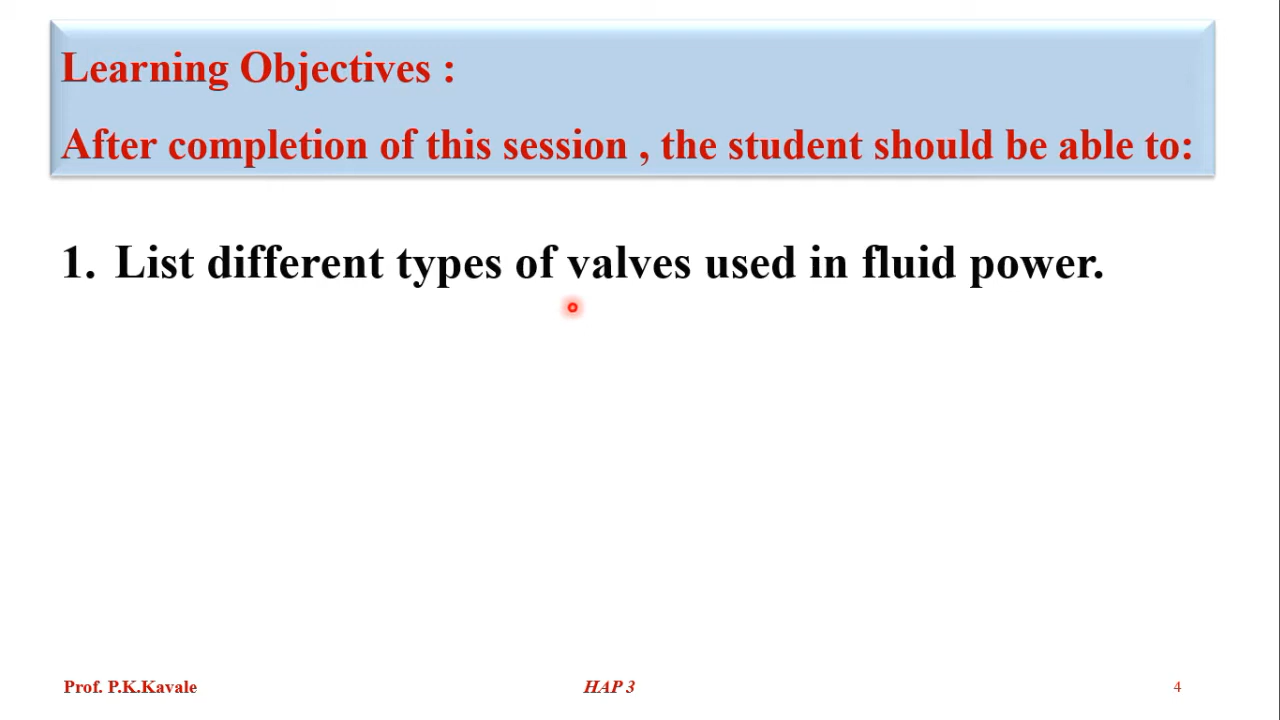 Learning Objectives :
After completion of this session , the student should be able to:
1. List different types of valves used in fluid power.
Prof. P.K.Kavale
HAP 3
4